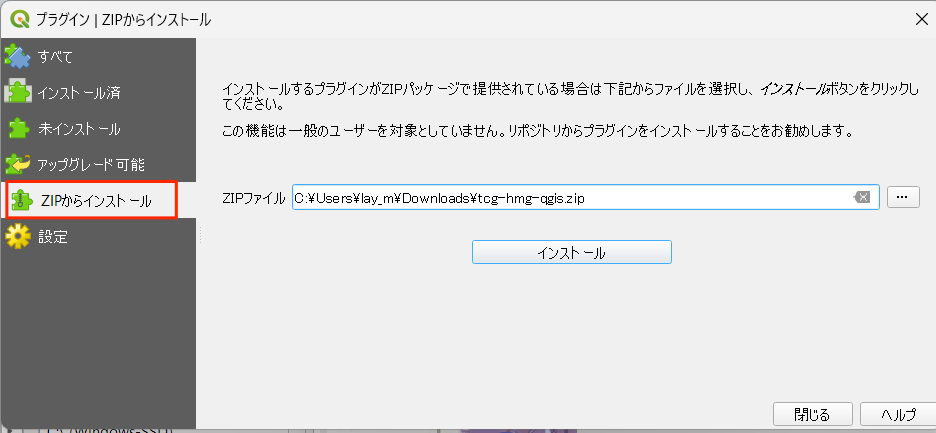 プラグイン | ZIPからインストール
すべて
インストール済
未インストール
アップグレード可能
ZIPからインストール
設定
インストールするプラグインがZIPパッケージで提供されている場合は下記からファイルを選択し、インストールボタンをクリックし
てください。
この機能は一般のユーザーを対象としていません。リポジトリからプラグインをインストールすることをお勧めします。
ZIPファイル C:¥Users¥lay_m¥Downloads¥tcg-hmg-qgis.zip ...
インストール
閉じる ヘルプ